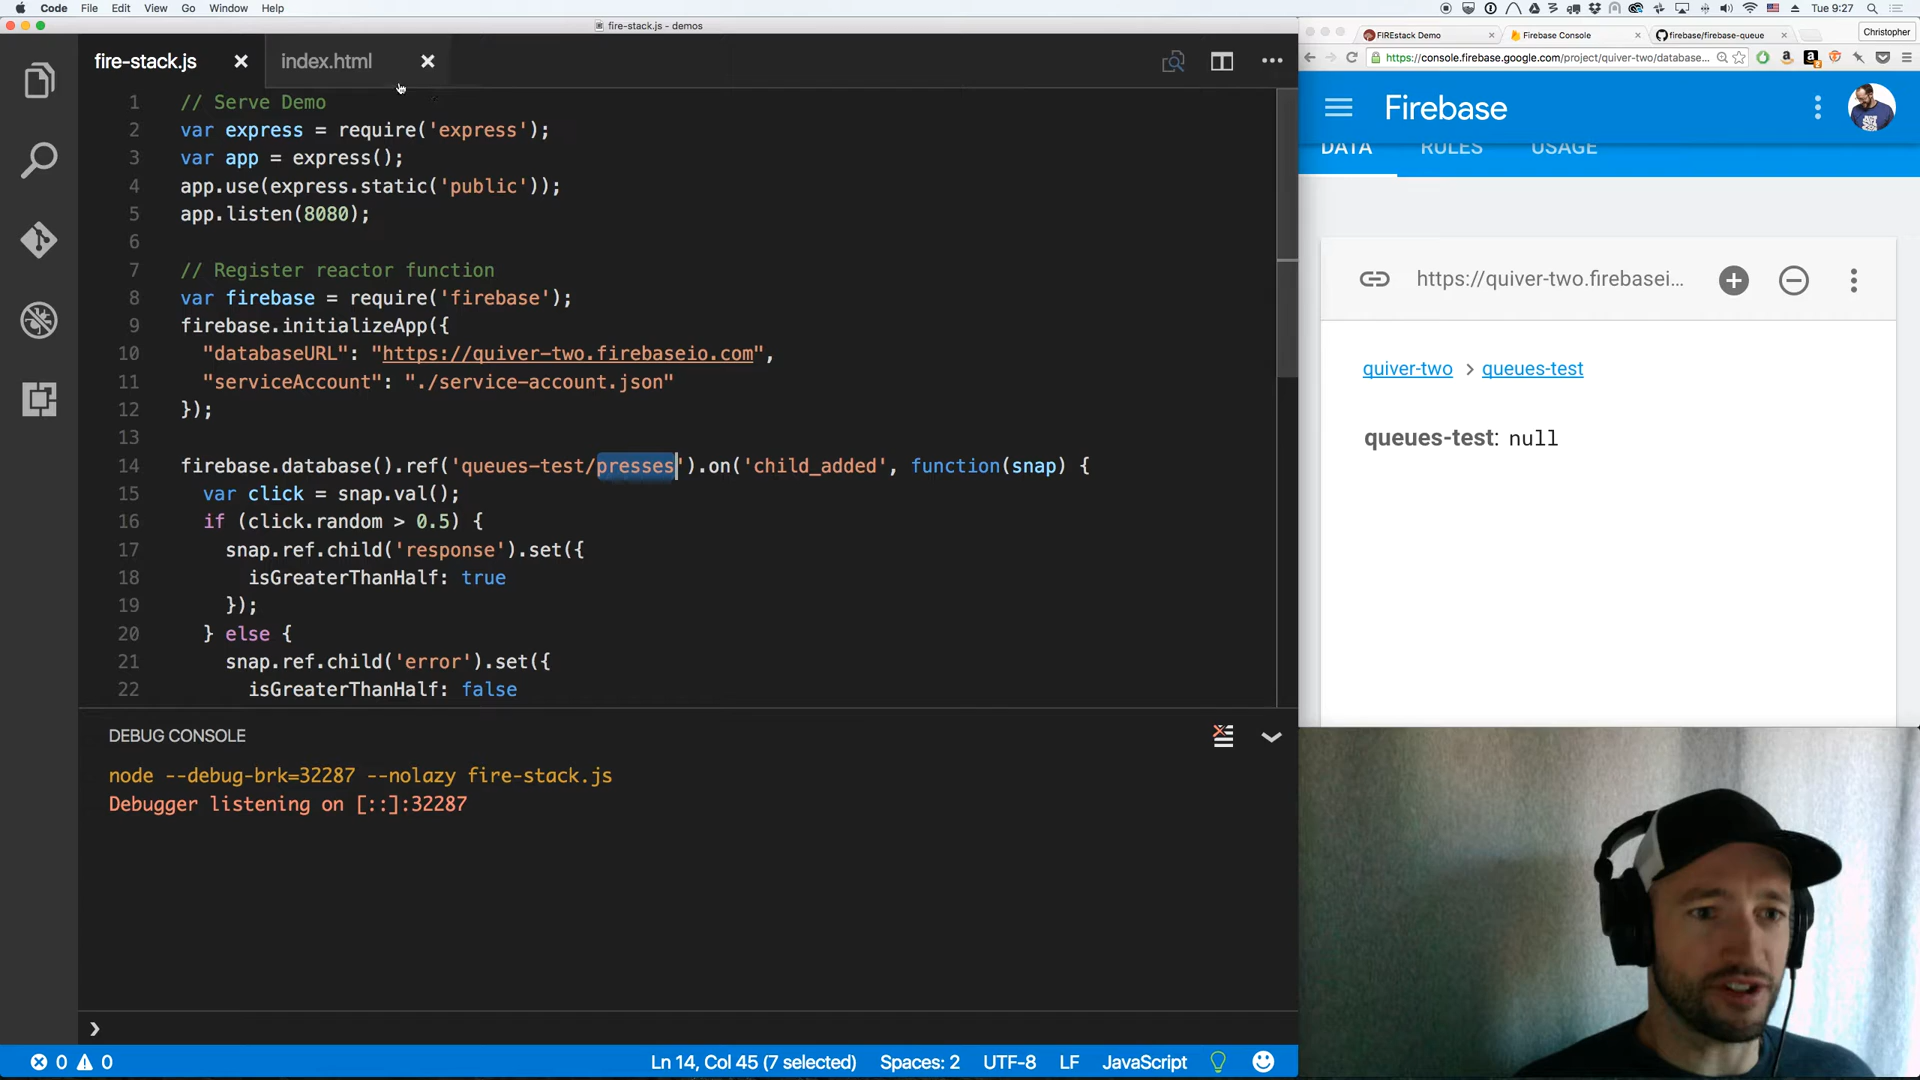 Code File Edit View Go Window Help
Tue 9:27
fire-stack.js - demos
fire-stack.js
index.html
1 // Serve Demo
2 var express = require('express');
3 var app = express();
4 app.use(express.static('public'));
5 app.listen(8080);
6
7 // Register reactor function
8 var firebase = require('firebase');
9 firebase.initializeApp({
10 "databaseURL": "https://quiver-two.firebaseio.com",
11 "serviceAccount": "./service-account.json"
12 });
13
14 firebase.database().ref('queues-test/presses').on('child_added', function(snap) {
15 var click = snap.val();
16 if (click.random > 0.5) {
17 snap.ref.child('response').set({
18 isGreaterThanHalf: true
19 });
20 } else {
21 snap.ref.child('error').set({
22 isGreaterThanHalf: false
DEBUG CONSOLE
node --debug-brk=32287 --nolazy fire-stack.js
Debugger listening on [::]:32287
0 0
Ln 14, Col 45 (7 selected)
Spaces: 2
UTF-8
LF
JavaScript
FIREstack Demo
Firebase Console
firebase/firebase-queue
Christopher
https://console.firebase.google.com/project/quiver-two/database...
Firebase
DATA RULES USAGE
https://quiver-two.firebasei...
quiver-two > queues-test
queues-test: null